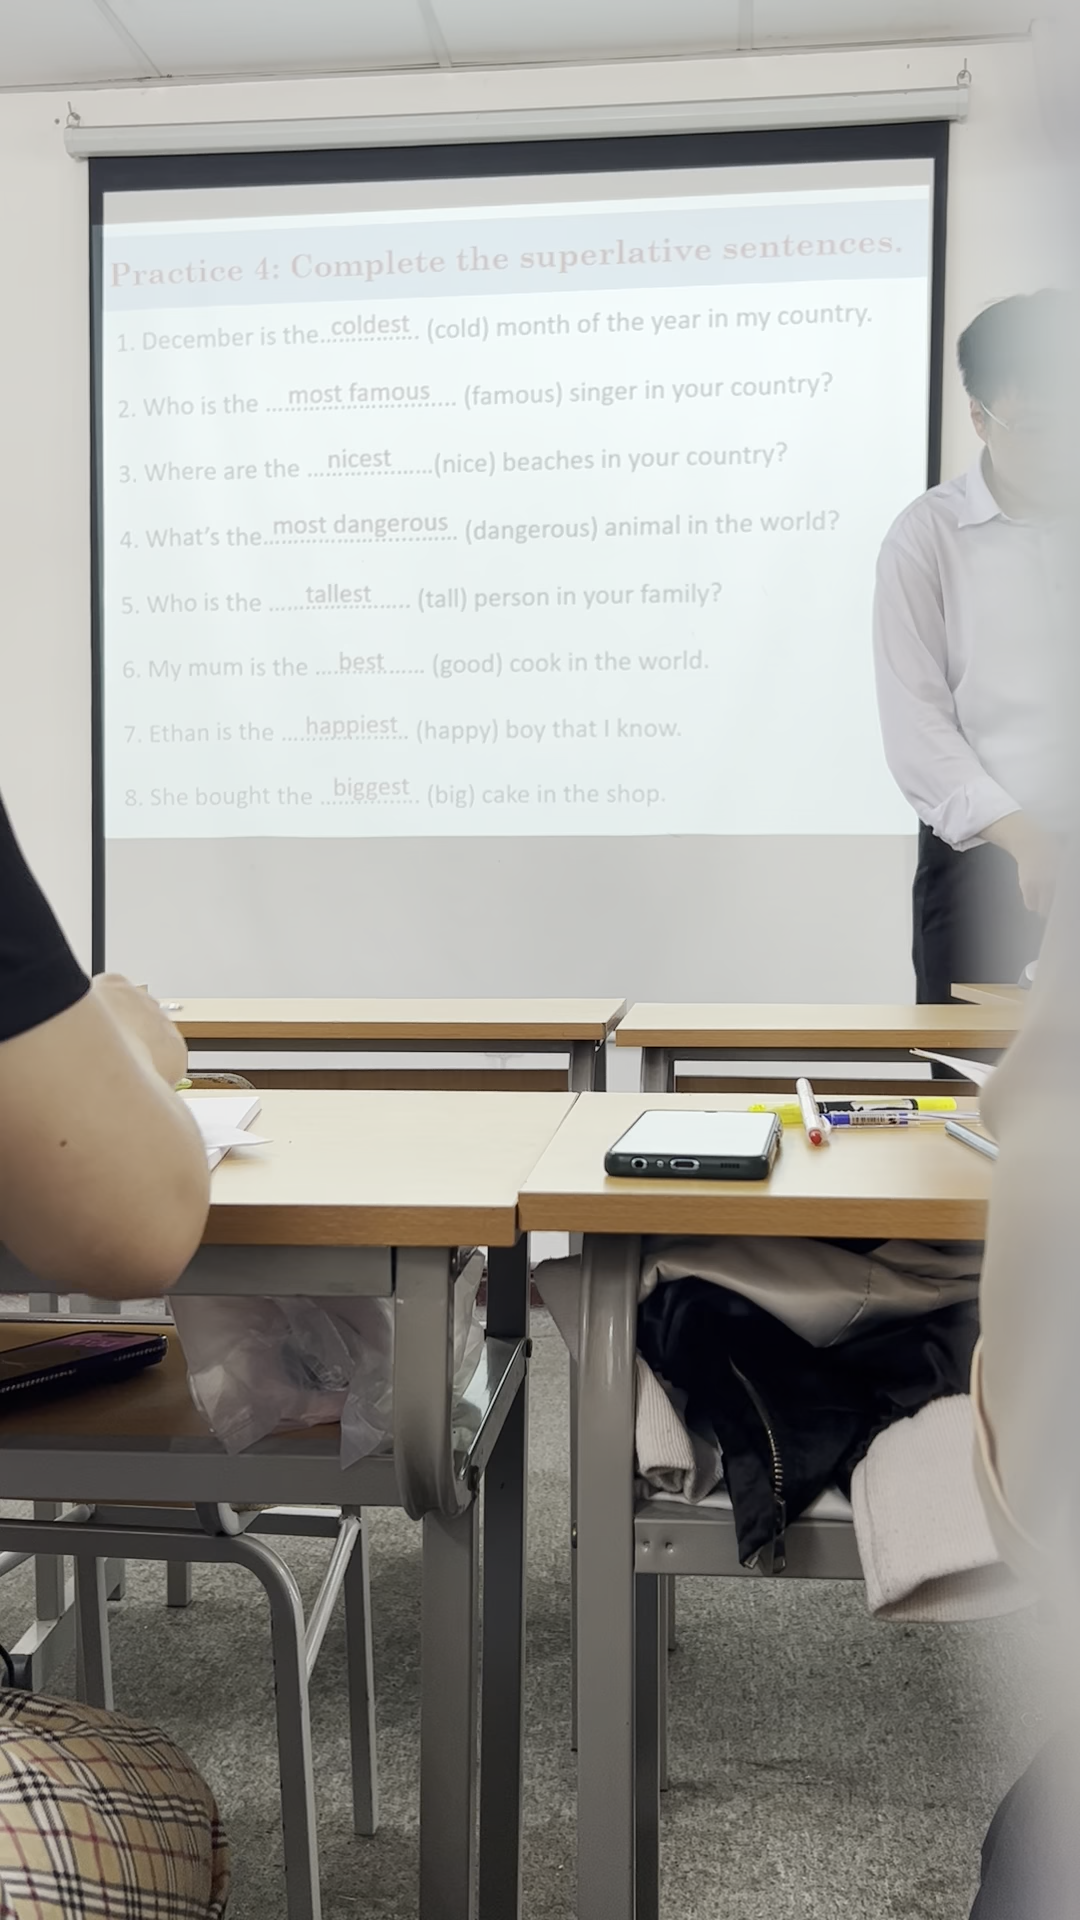 Practice 4: Complete the superlative sentences.
1. December is the..coldest.. (cold) month of the year in my country.
2. Who is the ....most famous.... (famous) singer in your country?
3. Where are the ....nice​st.....(nice) beaches in your country?
4. What's the..most dangerous.. (dangerous) animal in the world?
5. Who is the ......tallest...... (tall) person in your family?
6. My mum is the ....best...... (good) cook in the world.
7. Ethan is the ....happiest.. (happy) boy that I know.
8. She bought the ..biggest.. (big) cake in the shop.